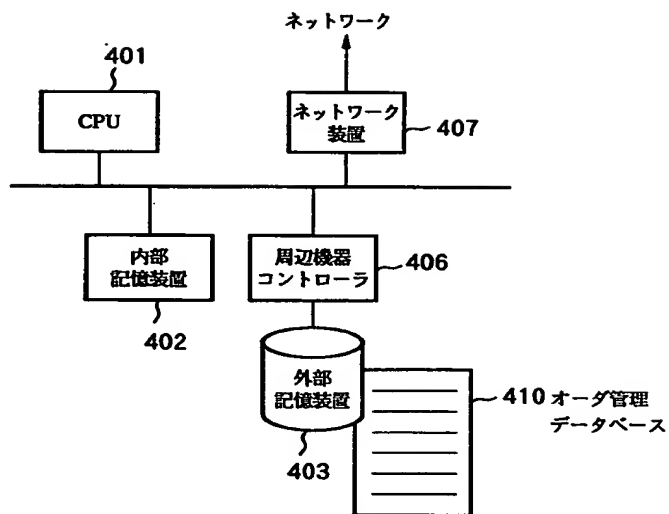 ネットワーク
401
CPU
ネットワーク
装置
407
内部
記憶装置
402
周辺機器
コントローラ
406
外部
記憶装置
403
410 オーダ管理
データベース